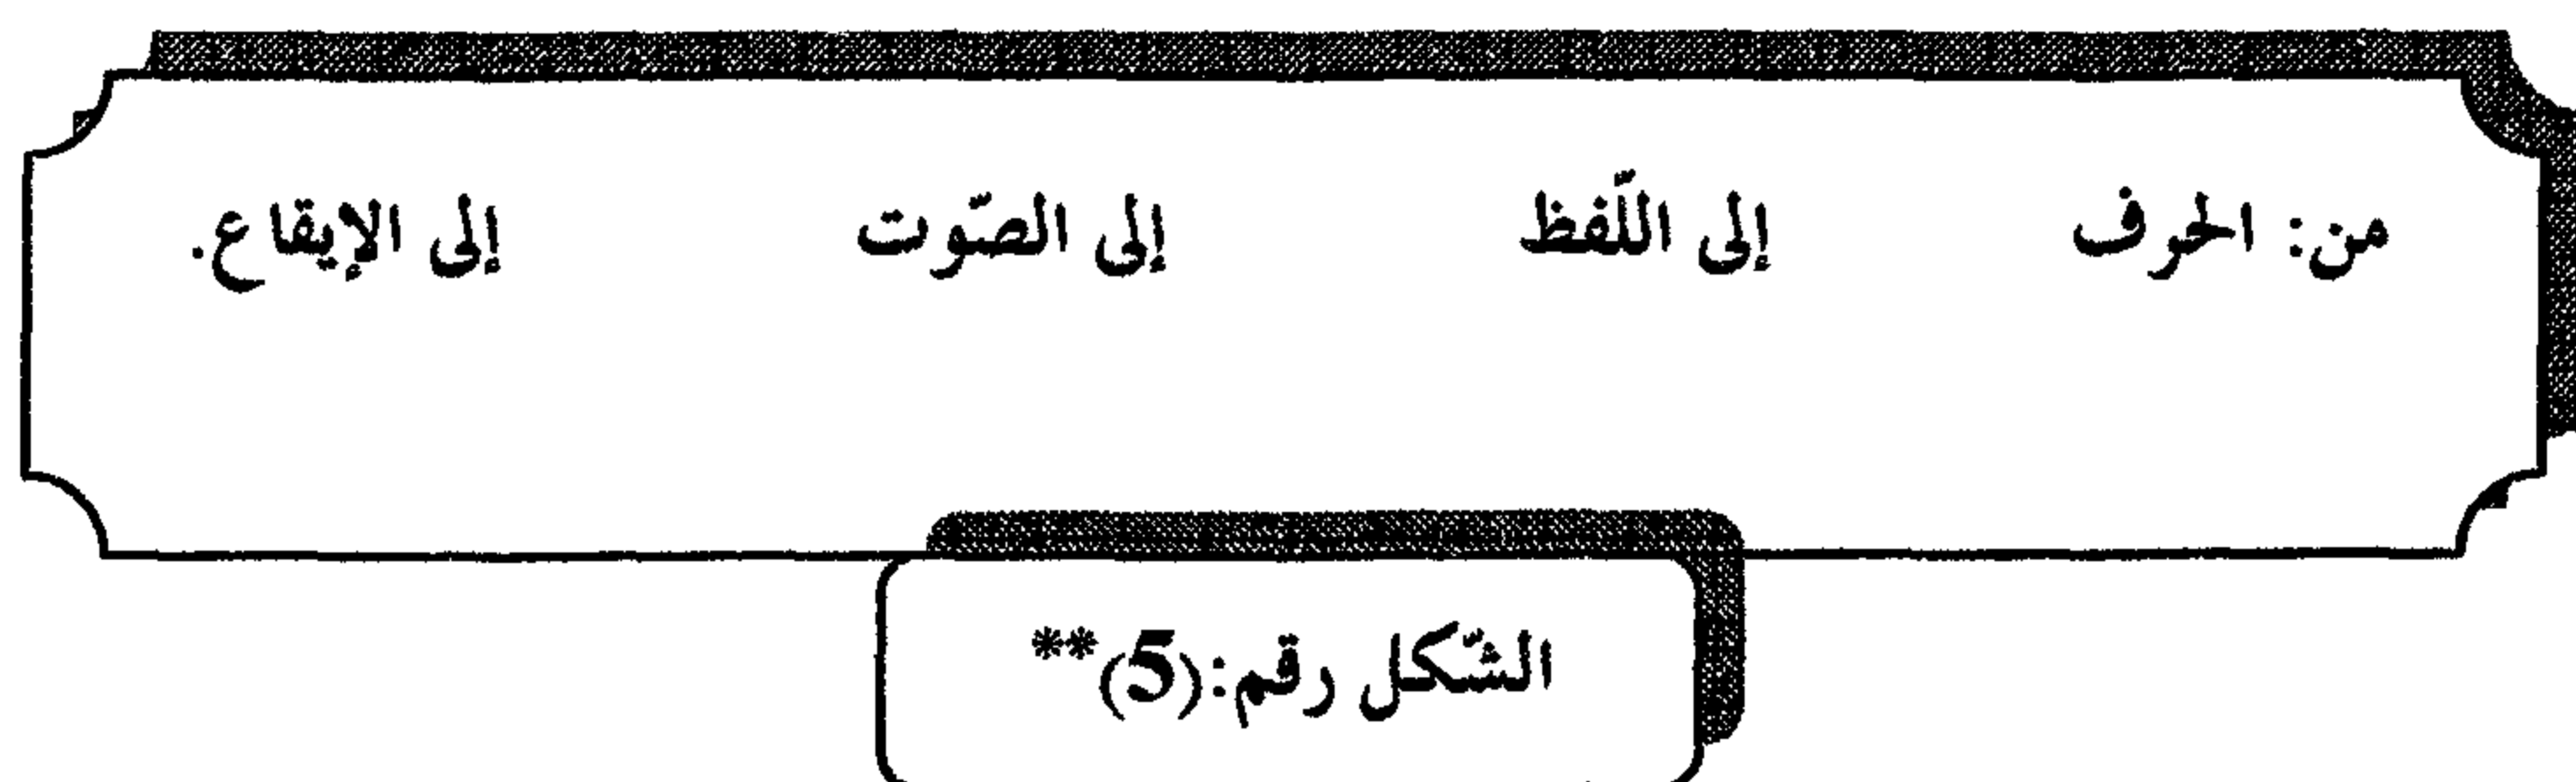 من: الحرف إلى اللّفظ إلى الصّوت إلى الإيقاع.
الشّكل رقم:(5)**